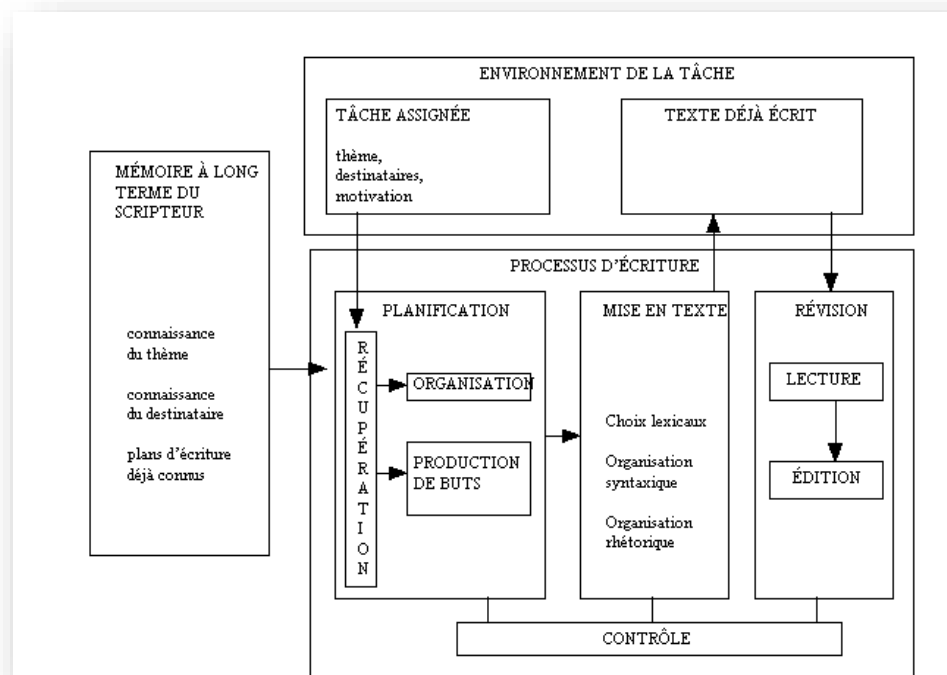 ENVIRONNEMENT DE LA TÂCHE
TÂCHE ASSIGNÉE
thème,
destinataires,
motivation
TEXTE DÉJÀ ÉCRIT
MÉMOIRE À LONG
TERME DU
SCRIPTEUR
connaissance
du thème
connaissance
du destinataire
plans d'écriture
déjà connus
PROCESSUS D'ÉCRITURE
PLANIFICATION
RÉCUPÉRATION
ORGANISATION
PRODUCTION
DE BUTS
MISE EN TEXTE
Choix lexicaux
Organisation
syntaxique
Organisation
rhétorique
RÉVISION
LECTURE
ÉDITION
CONTRÔLE